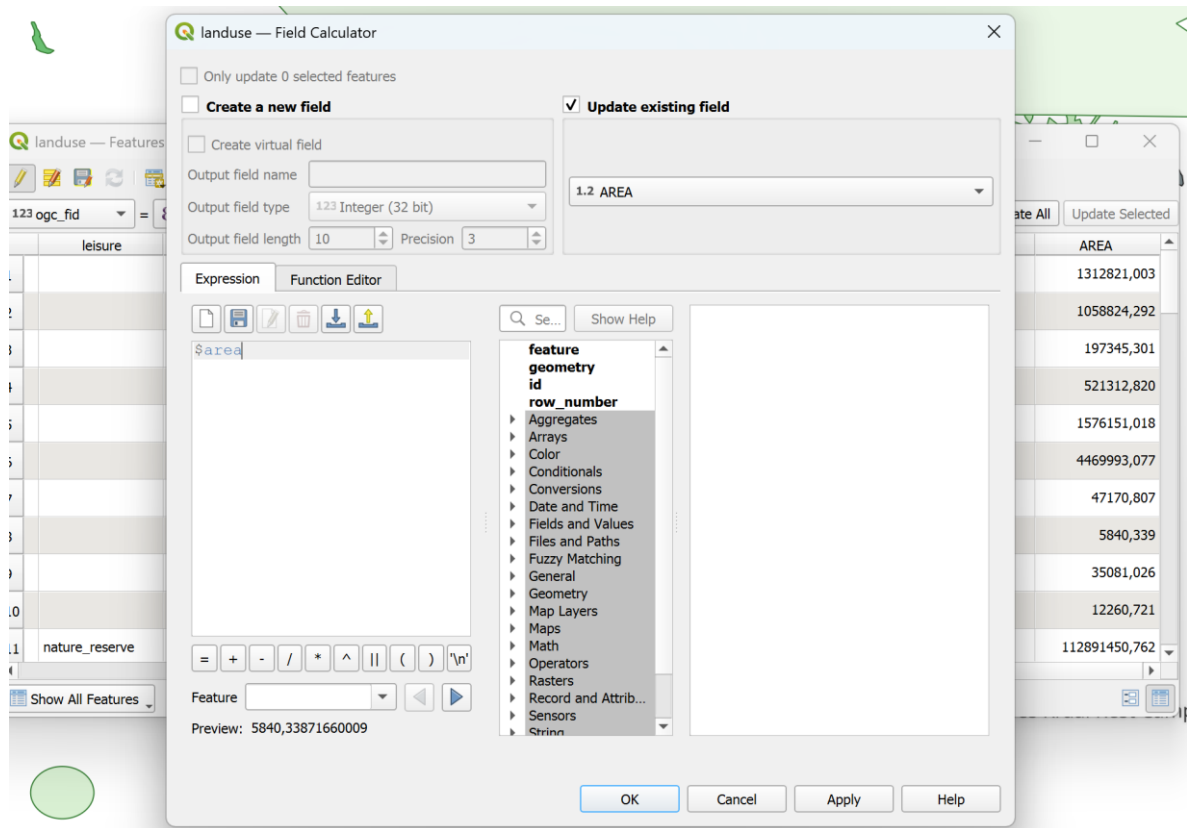 landuse — Field Calculator
Only update 0 selected features
Create a new field
Update existing field
Create virtual field
Output field name
Output field type 123 Integer (32 bit)
Output field length 10 Precision 3
1.2 AREA
Expression Function Editor
Se... Show Help
$area
feature
geometry
id
row_number
Aggregates
Arrays
Color
Conditionals
Conversions
Date and Time
Fields and Values
Files and Paths
Fuzzy Matching
General
Geometry
Map Layers
Maps
Math
Operators
Rasters
Record and Attrib...
Sensors
String
= + - / * ^ || ( ) '\n'
Feature
Preview: 5840,33871660009
OK Cancel Apply Help
landuse — Features
123 ogc_fid =
Update Selected
leisure
AREA
1312821,003
1058824,292
197345,301
521312,820
1576151,018
4469993,077
47170,807
5840,339
35081,026
12260,721
nature_reserve
112891450,762
Show All Features